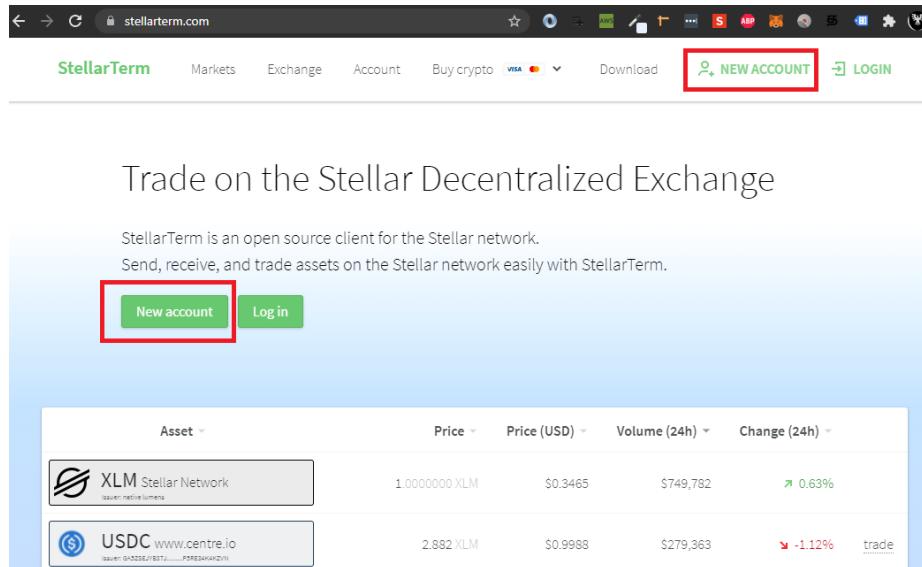 stellarterm.com
StellarTerm Markets Exchange Account Buy crypto VISA Download NEW ACCOUNT LOGIN
Trade on the Stellar Decentralized Exchange
StellarTerm is an open source client for the Stellar network.
Send, receive, and trade assets on the Stellar network easily with StellarTerm.
New account Log in
Asset Price Price (USD) Volume (24h) Change (24h)
XLM Stellar Network 1.0000000 XLM $0.3465 $749,782 0.63%
Issuer: native lumens
USDC www.centre.io 2.882 XLM $0.9988 $279,363 -1.12% trade